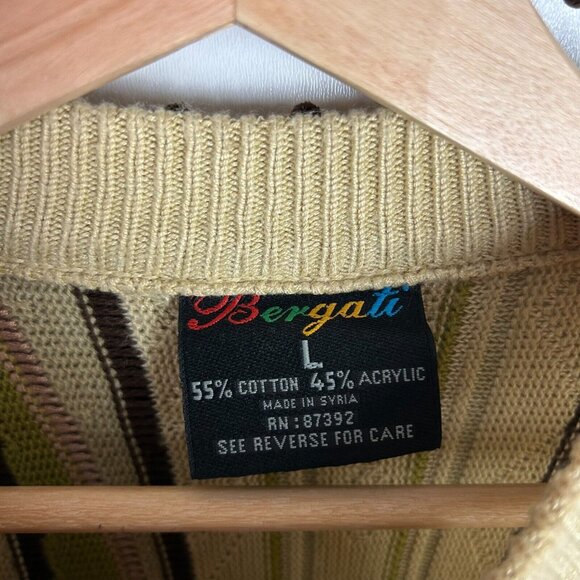 Bergati
L
55% COTTON 45% ACRYLIC
MADE IN SYRIA
RN : 87392
SEE REVERSE FOR CARE